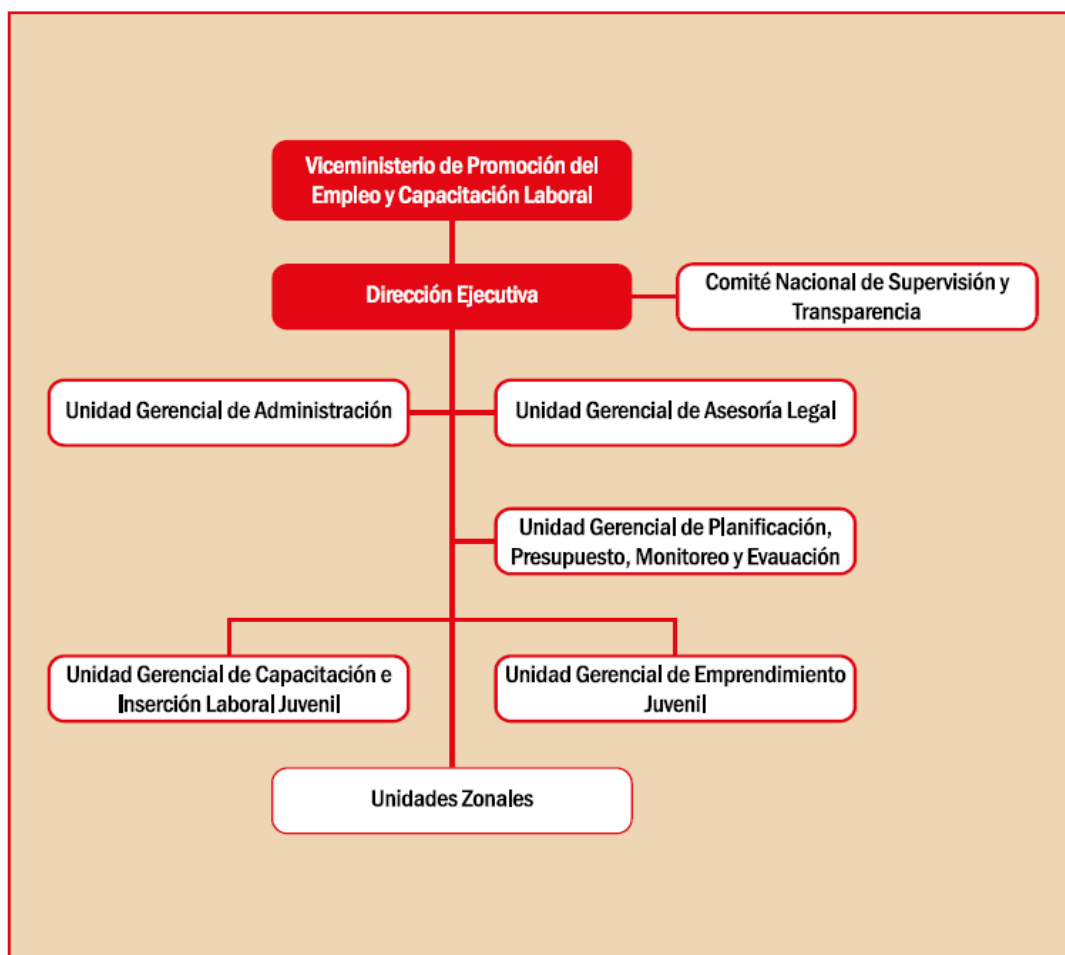 Viceministerio de Promoción del
Empleo y Capacitación Laboral
Dirección Ejecutiva
Comité Nacional de Supervisión y
Transparencia
Unidad Gerencial de Administración
Unidad Gerencial de Asesoría Legal
Unidad Gerencial de Planificación,
Presupuesto, Monitoreo y Evauación
Unidad Gerencial de Capacitación e
Inserción Laboral Juvenil
Unidad Gerencial de Emprendimiento
Juvenil
Unidades Zonales